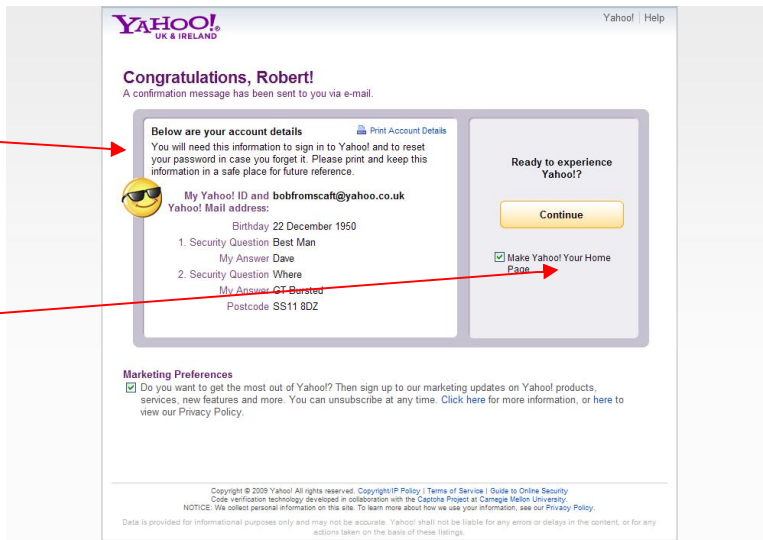 Yahoo! | Help
YAHOO!®
UK & IRELAND
Congratulations, Robert!
A confirmation message has been sent to you via e-mail.
Below are your account details
Print Account Details
You will need this information to sign in to Yahoo! and to reset
your password in case you forget it. Please print and keep this
information in a safe place for future reference.
My Yahoo! ID and bobfromscaft@yahoo.co.uk
Yahoo! Mail address:
Birthday 22 December 1950
1. Security Question Best Man
My Answer Dave
2. Security Question Where
My Answer GT Bursted
Postcode SS11 8DZ
Ready to experience
Yahoo!?
Continue
Make Yahoo! Your Home
Page
Marketing Preferences
Do you want to get the most out of Yahoo!? Then sign up to our marketing updates on Yahoo! products,
services, new features and more. You can unsubscribe at any time. Click here for more information, or here to
view our Privacy Policy.
Copyright © 2009 Yahoo! All rights reserved. Copyright/IP Policy | Terms of Service | Guide to Online Security
Code verification technology developed in collaboration with the Captcha Project at Carnegie Mellon University.
NOTICE: We collect personal information on this site. To learn more about how we use your information, see our Privacy Policy.
Data is provided for informational purposes only and may not be accurate. Yahoo! shall not be liable for any errors or delays in the content, or for any
actions taken on the basis of these listings.